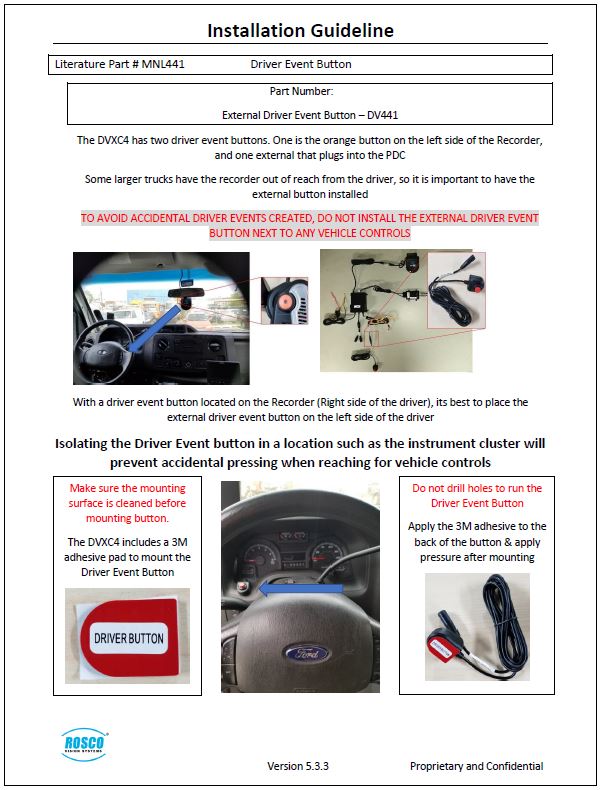 Installation Guideline
Literature Part # MNL441 Driver Event Button
Part Number:
External Driver Event Button – DV441
The DVXC4 has two driver event buttons. One is the orange button on the left side of the Recorder,
and one external that plugs into the PDC
Some larger trucks have the recorder out of reach from the driver, so it is important to have the
external button installed
TO AVOID ACCIDENTAL DRIVER EVENTS CREATED, DO NOT INSTALL THE EXTERNAL DRIVER EVENT
BUTTON NEXT TO ANY VEHICLE CONTROLS
With a driver event button located on the Recorder (Right side of the driver), its best to place the
external driver event button on the left side of the driver
Isolating the Driver Event button in a location such as the instrument cluster will
prevent accidental pressing when reaching for vehicle controls
Make sure the mounting
surface is cleaned before
mounting button.
The DVXC4 includes a 3M
adhesive pad to mount the
Driver Event Button
DRIVER BUTTON
Ford
Do not drill holes to run the
Driver Event Button
Apply the 3M adhesive to the
back of the button & apply
pressure after mounting
ROSCO
VISION SYSTEMS
Version 5.3.3 Proprietary and Confidential